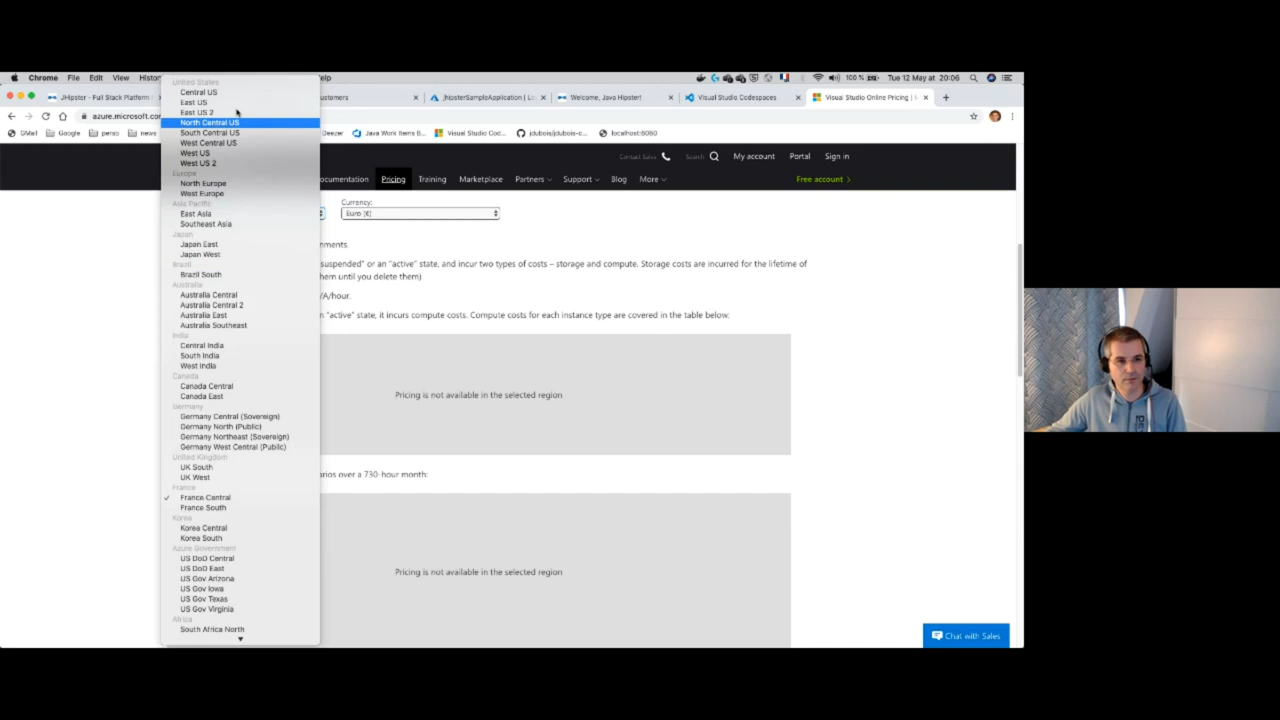 Chrome File Edit View Histor elp 100 % Tue 12 May at 20:06
JHipster - Full Stack Platform ustomers jhipsterSampleApplication | L Welcome, Java Hipster! Visual Studio Codespaces Visual Studio Online Pricing |
azure.microsoft.co
GMail Google perso news Deezer Java Work Items B... Visual Studio Cod... jdubois/jdubois-c... localhost:8080
Contact Sales Search My account Portal Sign in
ocumentation Pricing Training Marketplace Partners Support Blog More Free account >
United States
Central US
East US
East US 2
North Central US
South Central US
West Central US
West US
West US 2
Europe
North Europe
West Europe
Asia Pacific
East Asia
Southeast Asia
Japan
Japan East
Japan West
Brazil
Brazil South
Australia
Australia Central
Australia Central 2
Australia East
Australia Southeast
India
Central India
South India
West India
Canada
Canada Central
Canada East
Germany
Germany Central (Sovereign)
Germany North (Public)
Germany Northeast (Sovereign)
Germany West Central (Public)
United Kingdom
UK South
UK West
France
✓ France Central
France South
Korea
Korea Central
Korea South
Azure Government
US DoD Central
US DoD East
US Gov Arizona
US Gov Iowa
US Gov Texas
US Gov Virginia
Africa
South Africa North
Currency:
Euro (€)
nments.
suspended" or an "active" state, and incur two types of costs – storage and compute. Storage costs are incurred for the lifetime of
hem until you delete them)
/A/hour.
n "active" state, it incurs compute costs. Compute costs for each instance type are covered in the table below:
Pricing is not available in the selected region
rios over a 730-hour month:
Pricing is not available in the selected region
Chat with Sales